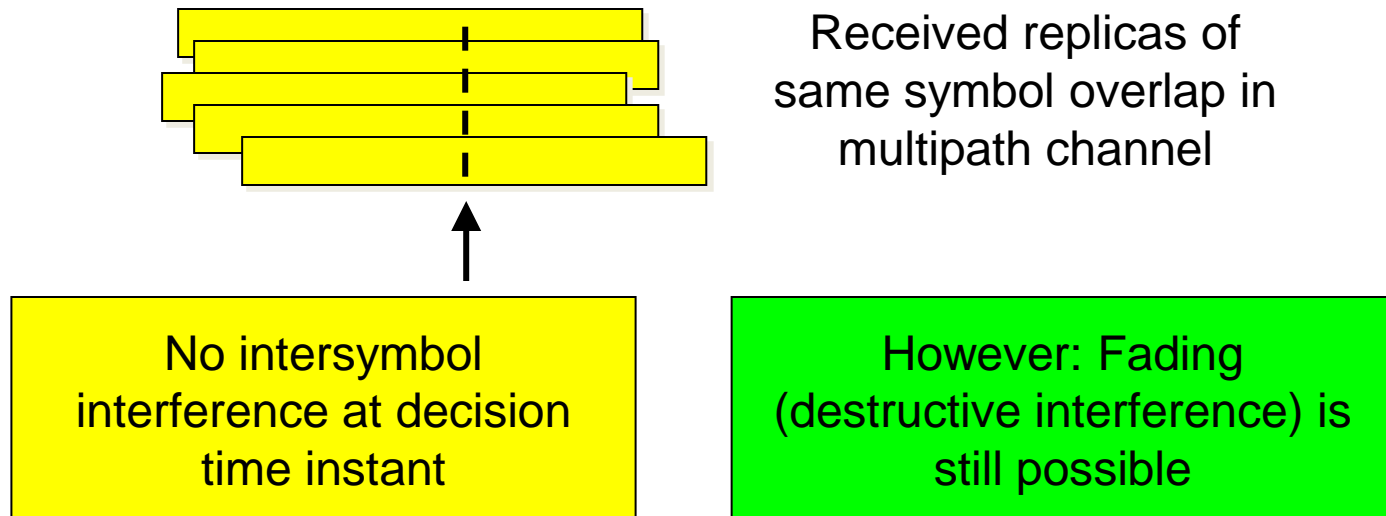 Received replicas of
same symbol overlap in
multipath channel
No intersymbol
interference at decision
time instant
However: Fading
(destructive interference) is
still possible